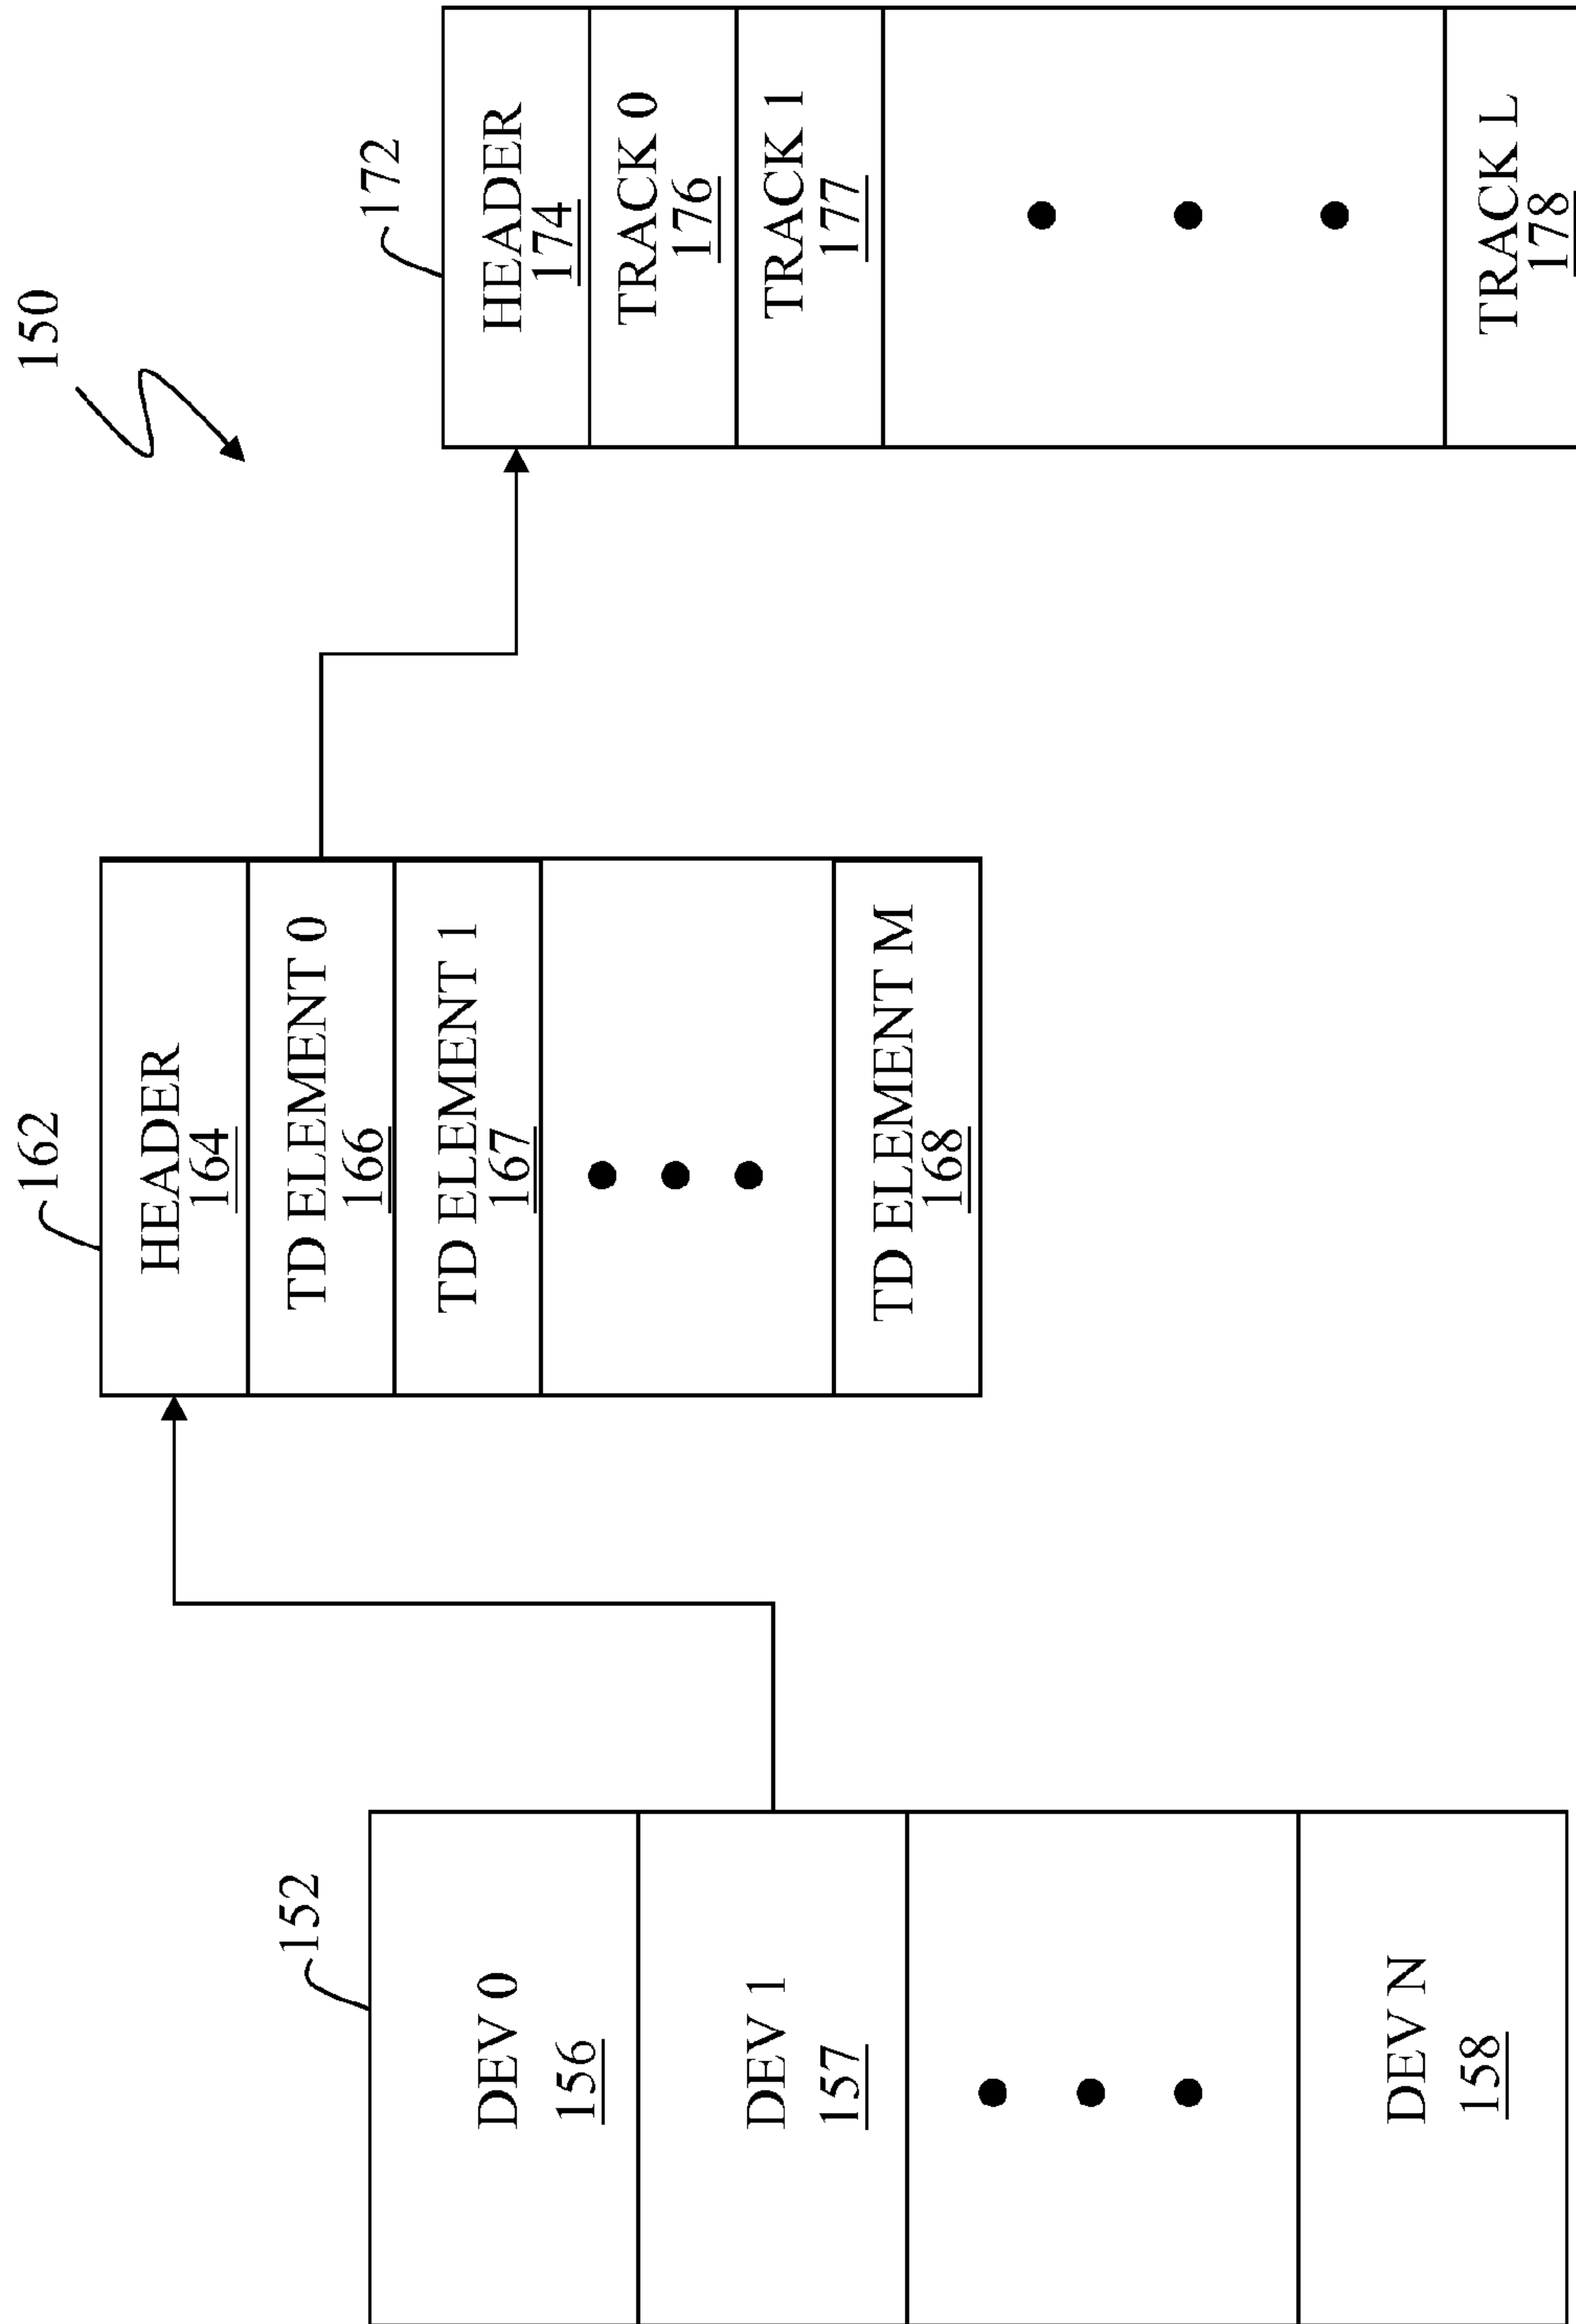 150
152
DEV 0
156
DEV 1
157
DEV N
158
162
HEADER
164
TD ELEMENT 0
166
TD ELEMENT 1
167
TD ELEMENT M
168
172
HEADER
174
TRACK 0
176
TRACK 1
177
TRACK L
178